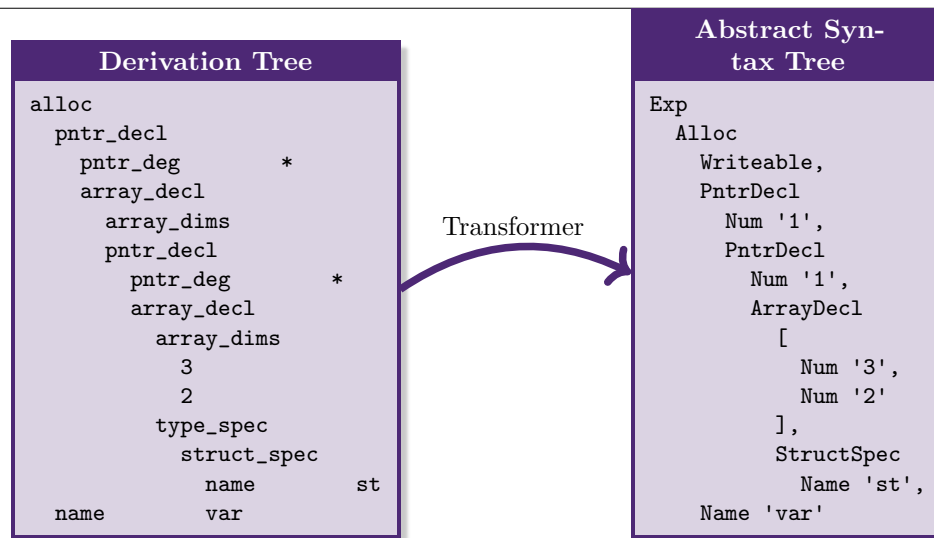 Derivation Tree
alloc
pntr_decl
pntr_deg *
array_decl
array_dims
pntr_decl
pntr_deg *
array_decl
array_dims
3
2
type_spec
struct_spec
name st
name var
Transformer
Abstract Syn-
tax Tree
Exp
Alloc
Writeable,
PntrDecl
Num '1',
PntrDecl
Num '1',
ArrayDecl
[
Num '3',
Num '2'
],
StructSpec
Name 'st',
Name 'var'